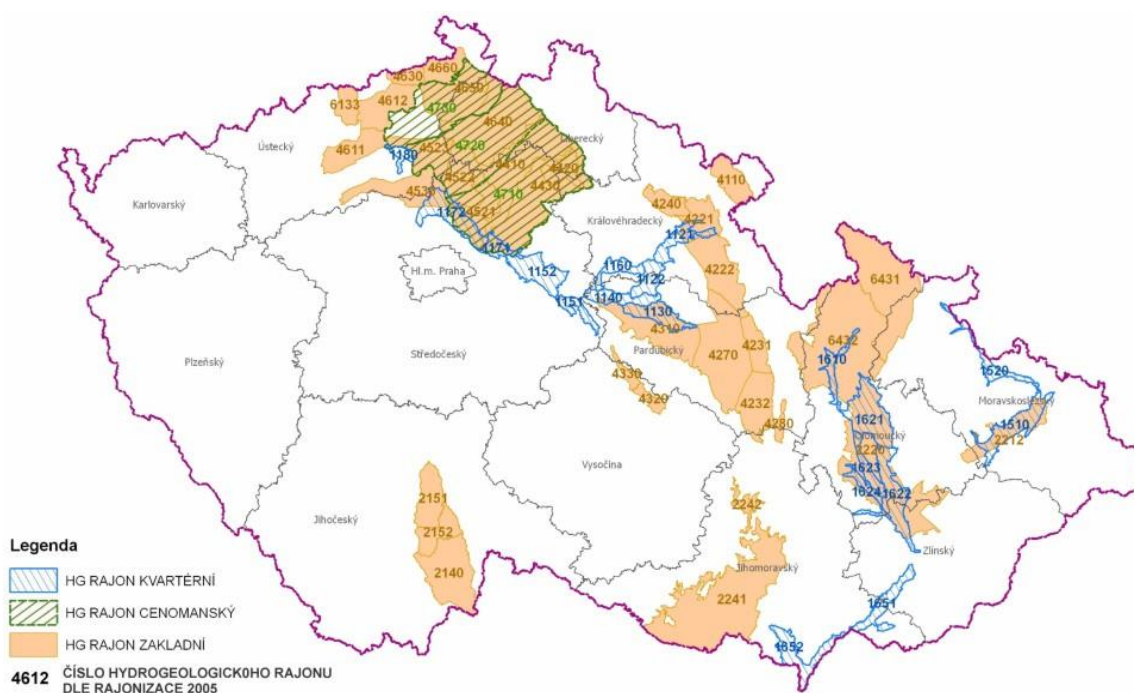 4660
4630
4650
4612
4730
6133
4640
Ústecký
Liberecký
4611
4523
4720
1180
4410
4420
4110
4522
4430
Karlovarský
4530
4710
4240
1172
4521
Královéhradecký
4221
1121
1171
1160
4222
Hl.m. Praha
1152
1122
6431
1140
1151
1130
4310
Plzeňský
Středočeský
Pardubický
4270
4231
6432
1610
4330
1520
4320
4232
Moravskoslezský
1621
1510
4280
Olomoucký
2212
2220
Vysočina
1623
2151
1624
1622
2242
Jihočeský
2152
Zlínský
2140
Jihomoravský
2241
1651
1652
Legenda
HG RAJON KVARTÉRNÍ
HG RAJON CENOMANSKÝ
HG RAJON ZAKLADNÍ
4612 ČÍSLO HYDROGEOLOGICK0HO RAJONU
DLE RAJONIZACE 2005